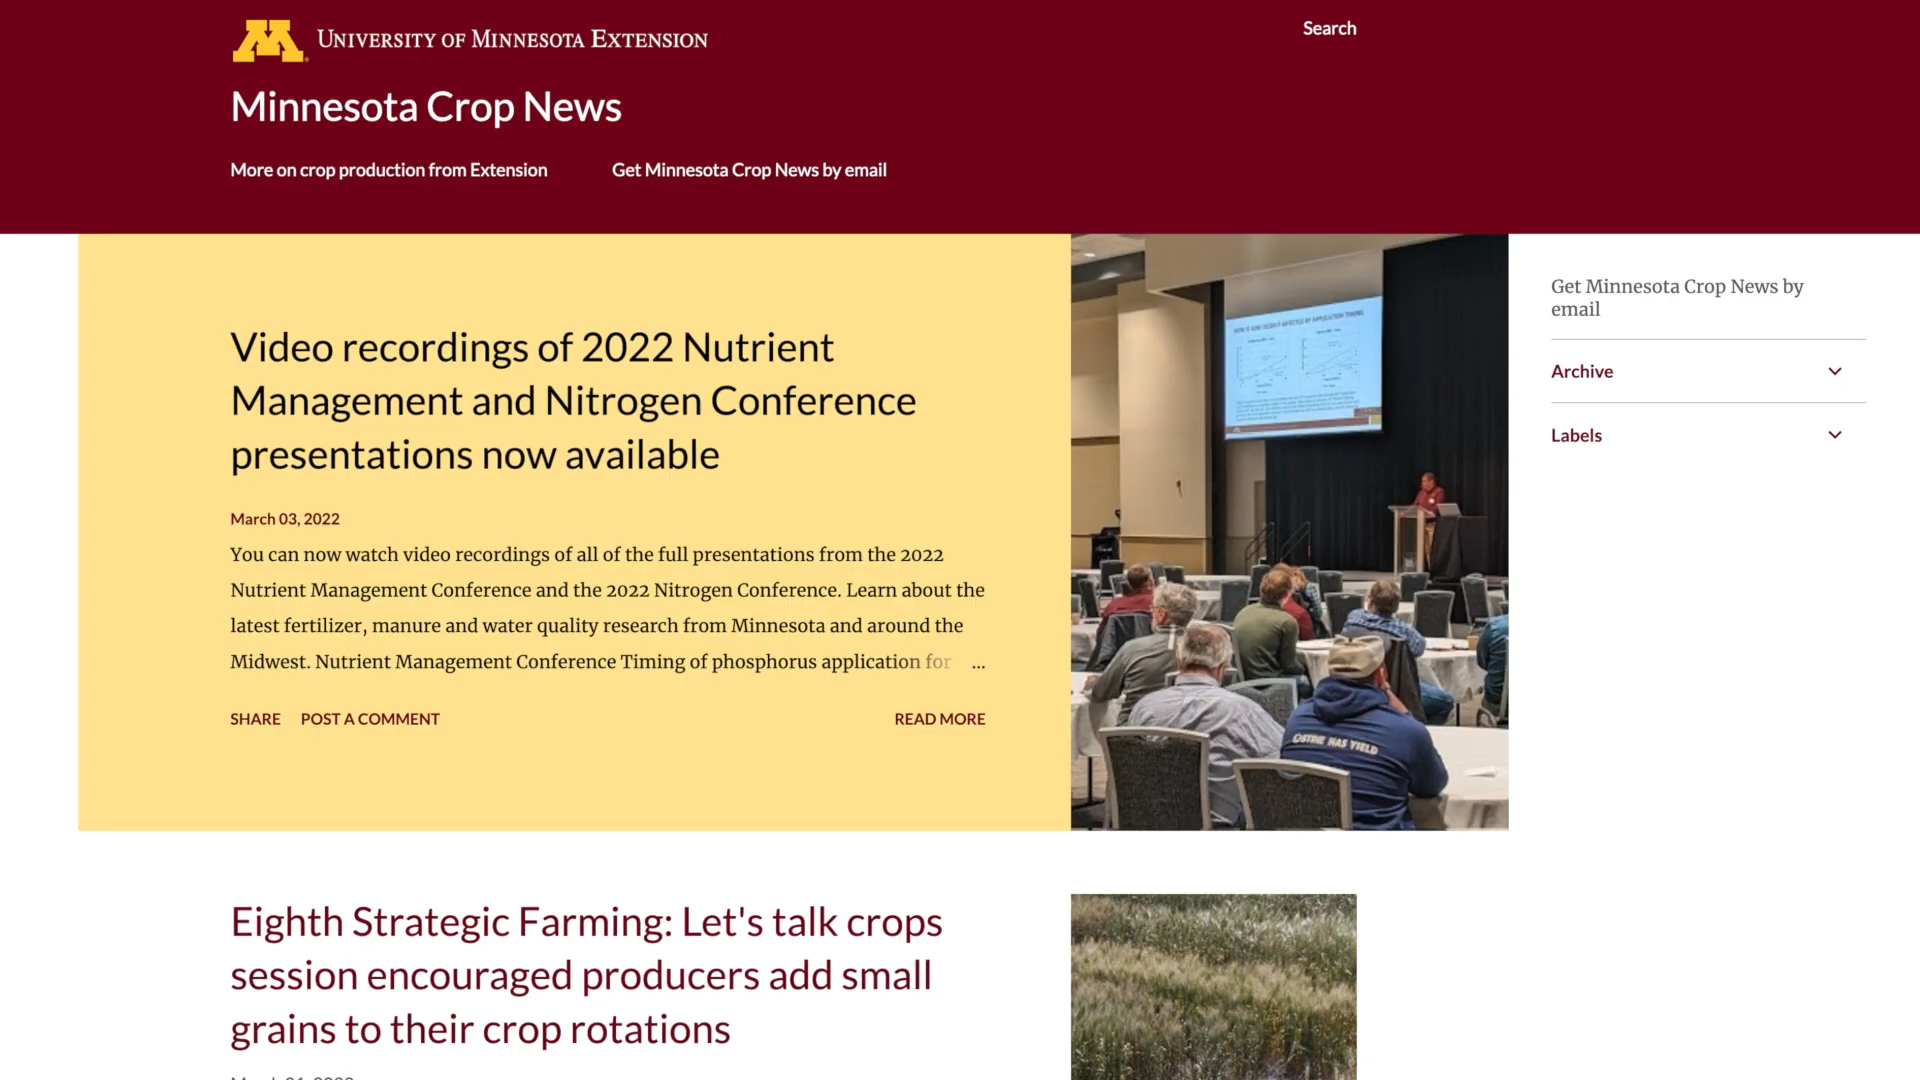 UNIVERSITY OF MINNESOTA EXTENSION
Search
Minnesota Crop News
More on crop production from Extension
Get Minnesota Crop News by email
Video recordings of 2022 Nutrient
Management and Nitrogen Conference
presentations now available
March 03, 2022
You can now watch video recordings of all of the full presentations from the 2022
Nutrient Management Conference and the 2022 Nitrogen Conference. Learn about the
latest fertilizer, manure and water quality research from Minnesota and around the
Midwest. Nutrient Management Conference Timing of phosphorus application for ...
SHARE
POST A COMMENT
READ MORE
HAS YIELD
Get Minnesota Crop News by
email
Archive
Labels
Eighth Strategic Farming: Let's talk crops
session encouraged producers add small
grains to their crop rotations